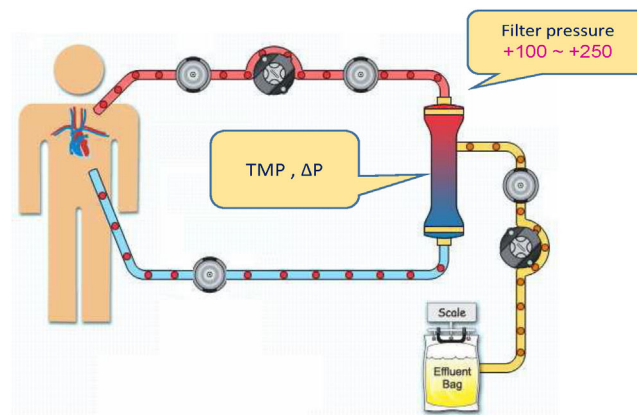 Filter pressure
+100 ~ +250
TMP , ΔP
Scale
Effluent
Bag